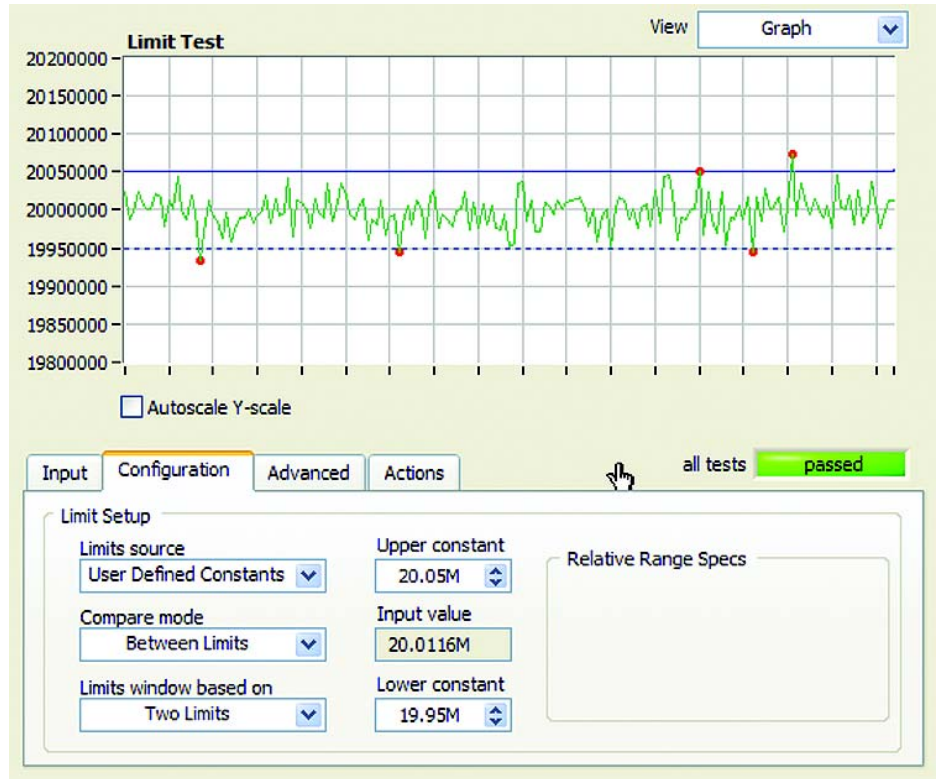 View Graph
Limit Test
20200000
20150000
20100000
20050000
20000000
19950000
19900000
19850000
19800000
Autoscale Y-scale
all tests passed
Input Configuration Advanced Actions
Limit Setup
Limits source
User Defined Constants
Upper constant
20.05M
Relative Range Specs
Compare mode
Between Limits
Input value
20.0116M
Limits window based on
Two Limits
Lower constant
19.95M